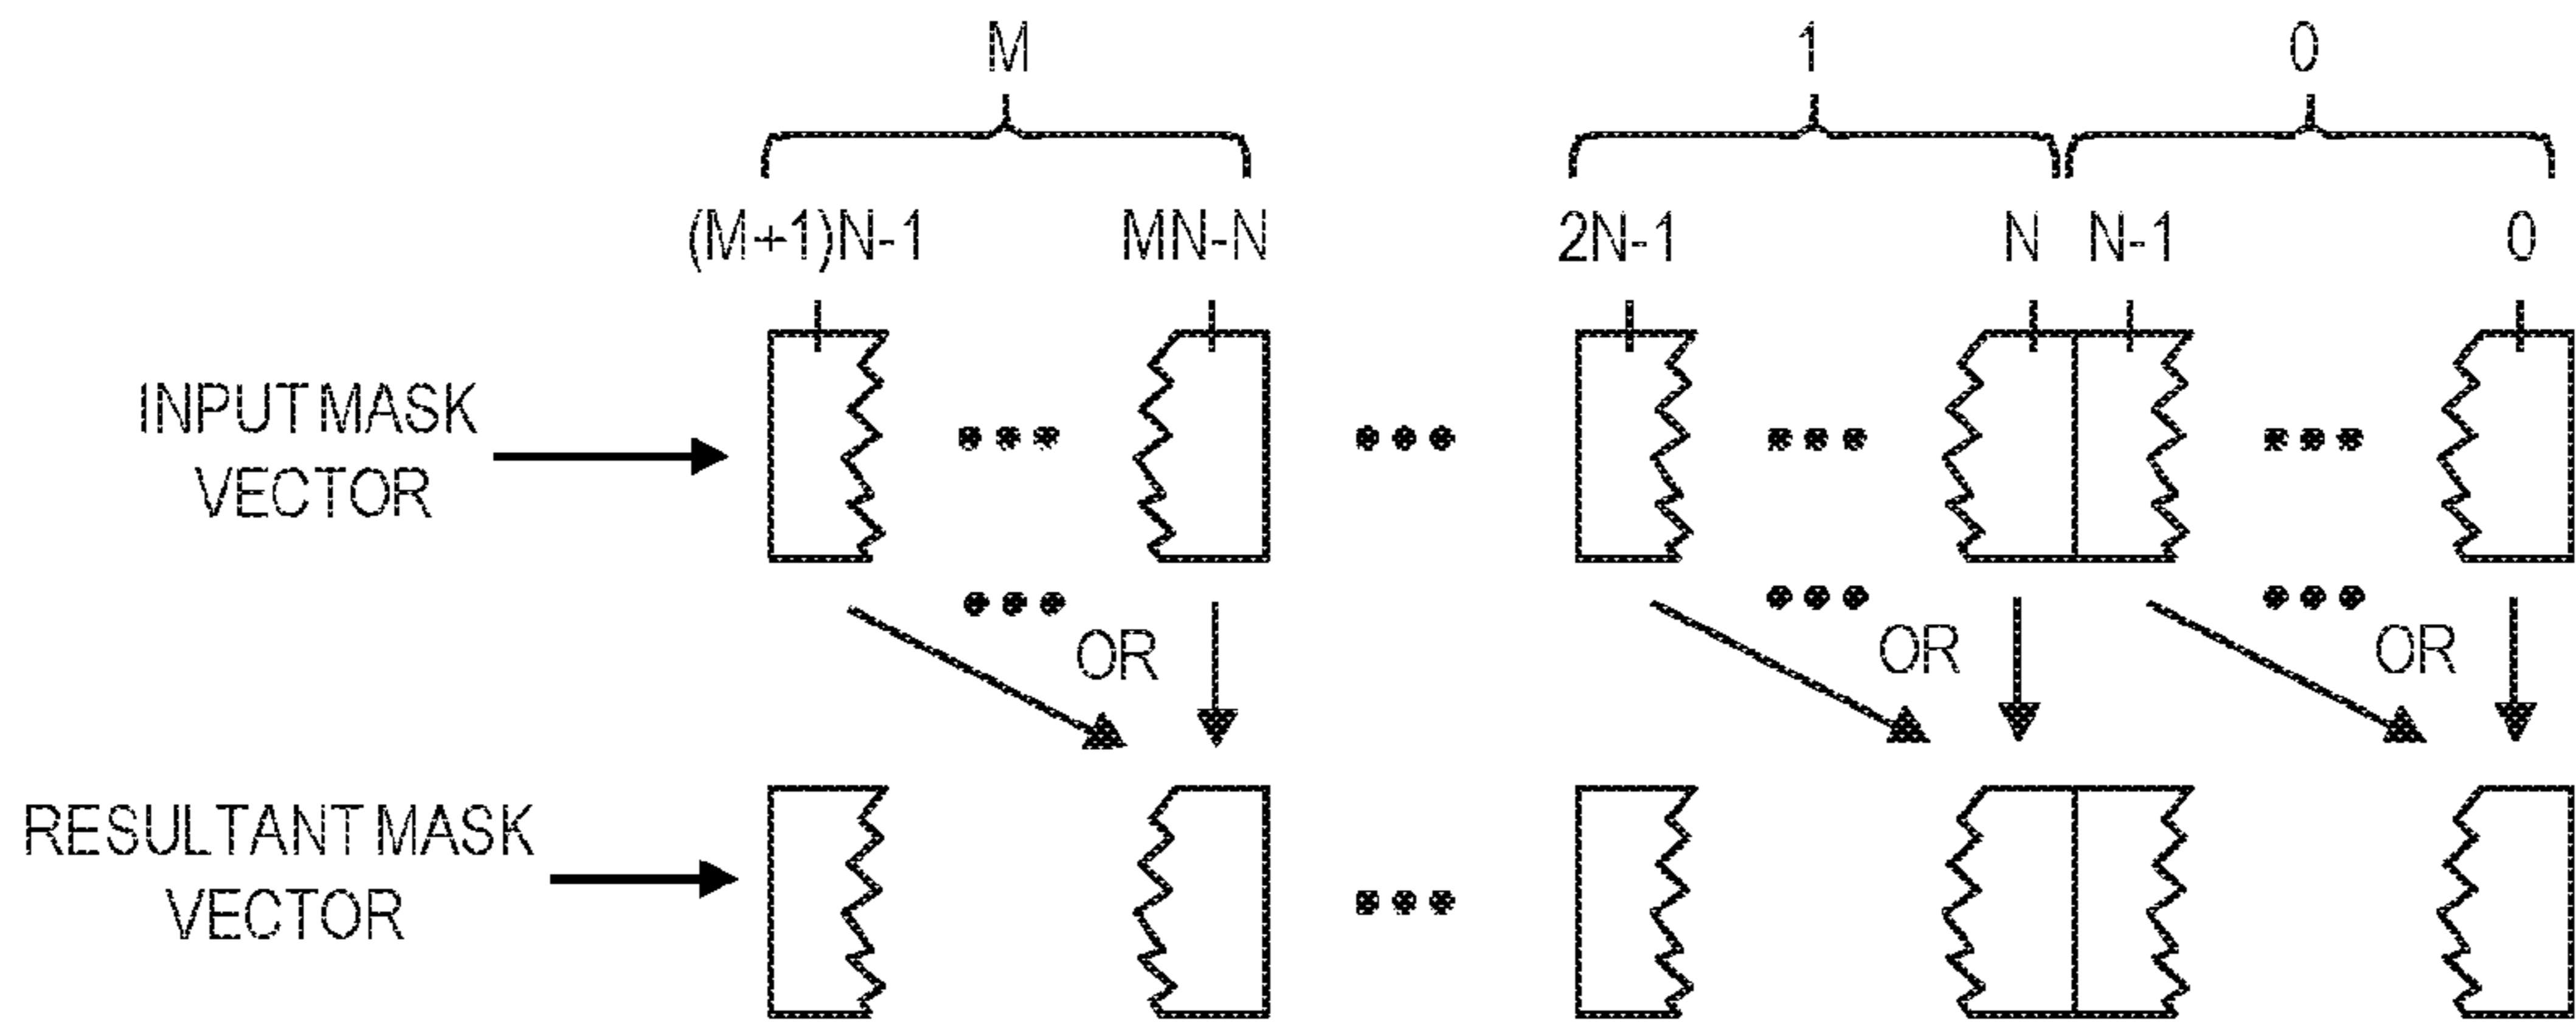 M 1 0
(M+1)N-1 MN-N 2N-1 N N-1 0
INPUT MASK
VECTOR
OR OR OR
RESULTANT MASK
VECTOR